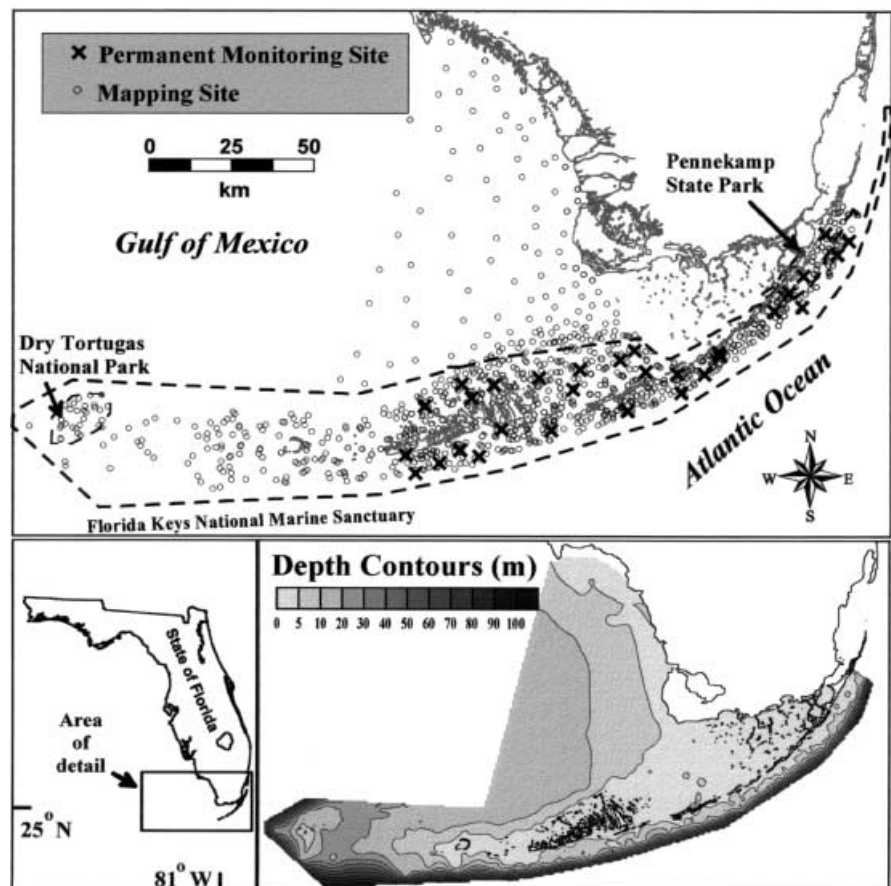 Permanent Monitoring Site
Mapping Site
0 25 50
km
Pennekamp
State Park
Gulf of Mexico
Dry Tortugas
National Park
Atlantic Ocean
N
W E
S
Florida Keys National Marine Sanctuary
Depth Contours (m)
0 5 10 20 30 40 50 60 70 80 90 100
State of Florida
Area
of
detail
25° N
81° W